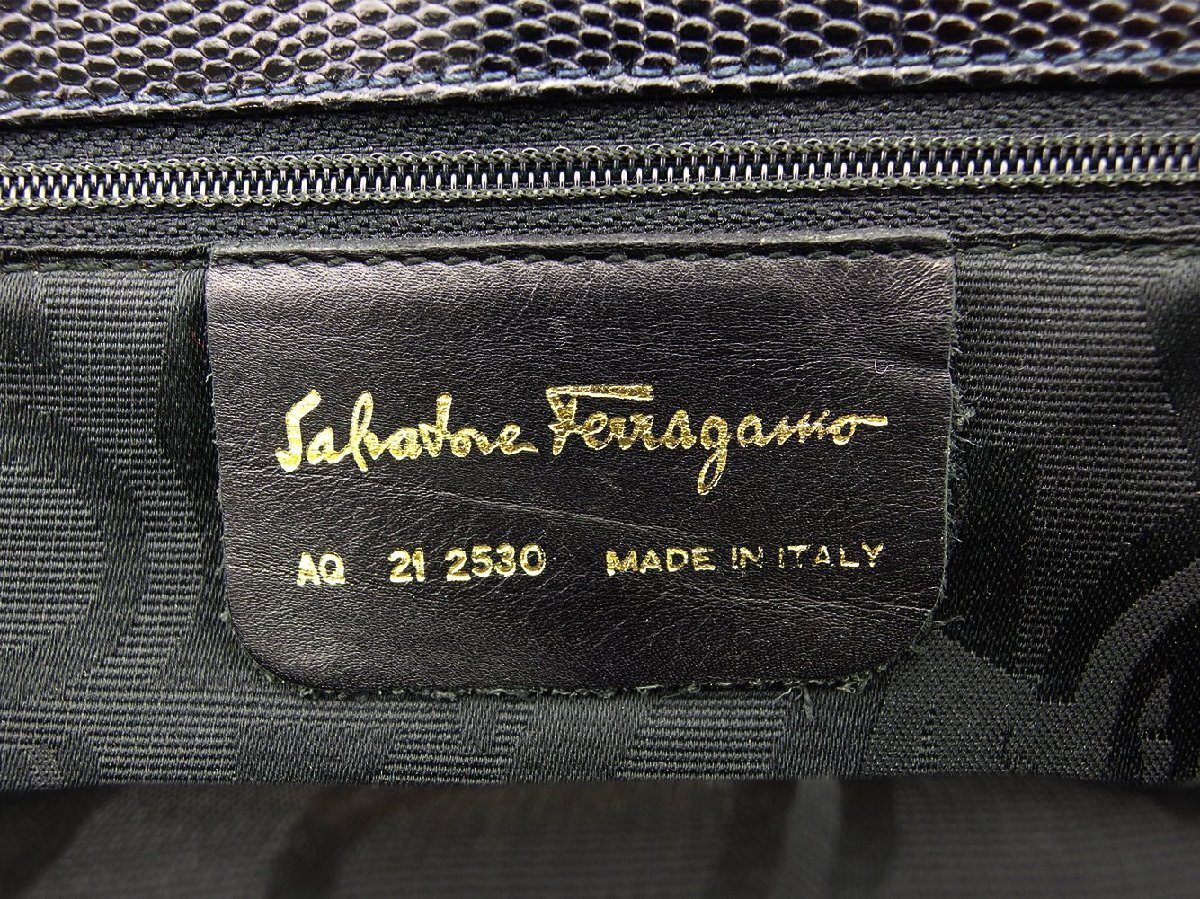 Salvatore Ferragamo
AQ 21 2530 MADE IN ITALY